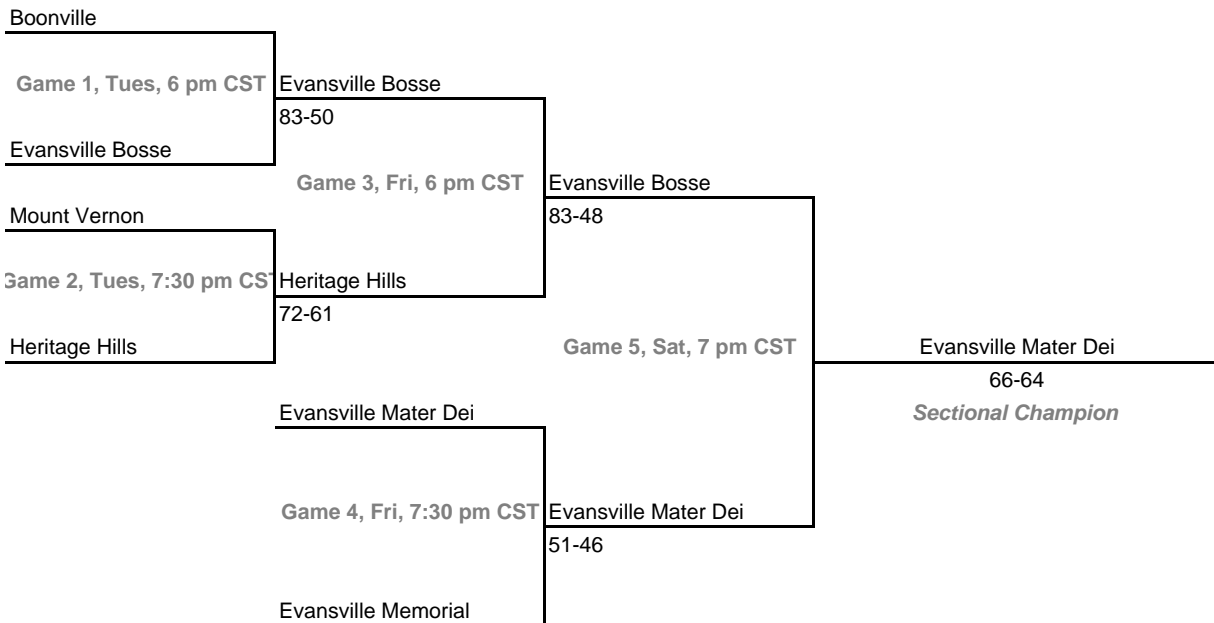 Boonville
Game 1, Tues, 6 pm CST
Evansville Bosse
83-50
Evansville Bosse
Game 3, Fri, 6 pm CST
Evansville Bosse
83-48
Mount Vernon
Game 2, Tues, 7:30 pm CS
Heritage Hills
72-61
Heritage Hills
Game 5, Sat, 7 pm CST
Evansville Mater Dei
66-64
Sectional Champion
Evansville Mater Dei
Game 4, Fri, 7:30 pm CST
Evansville Mater Dei
51-46
Evansville Memorial